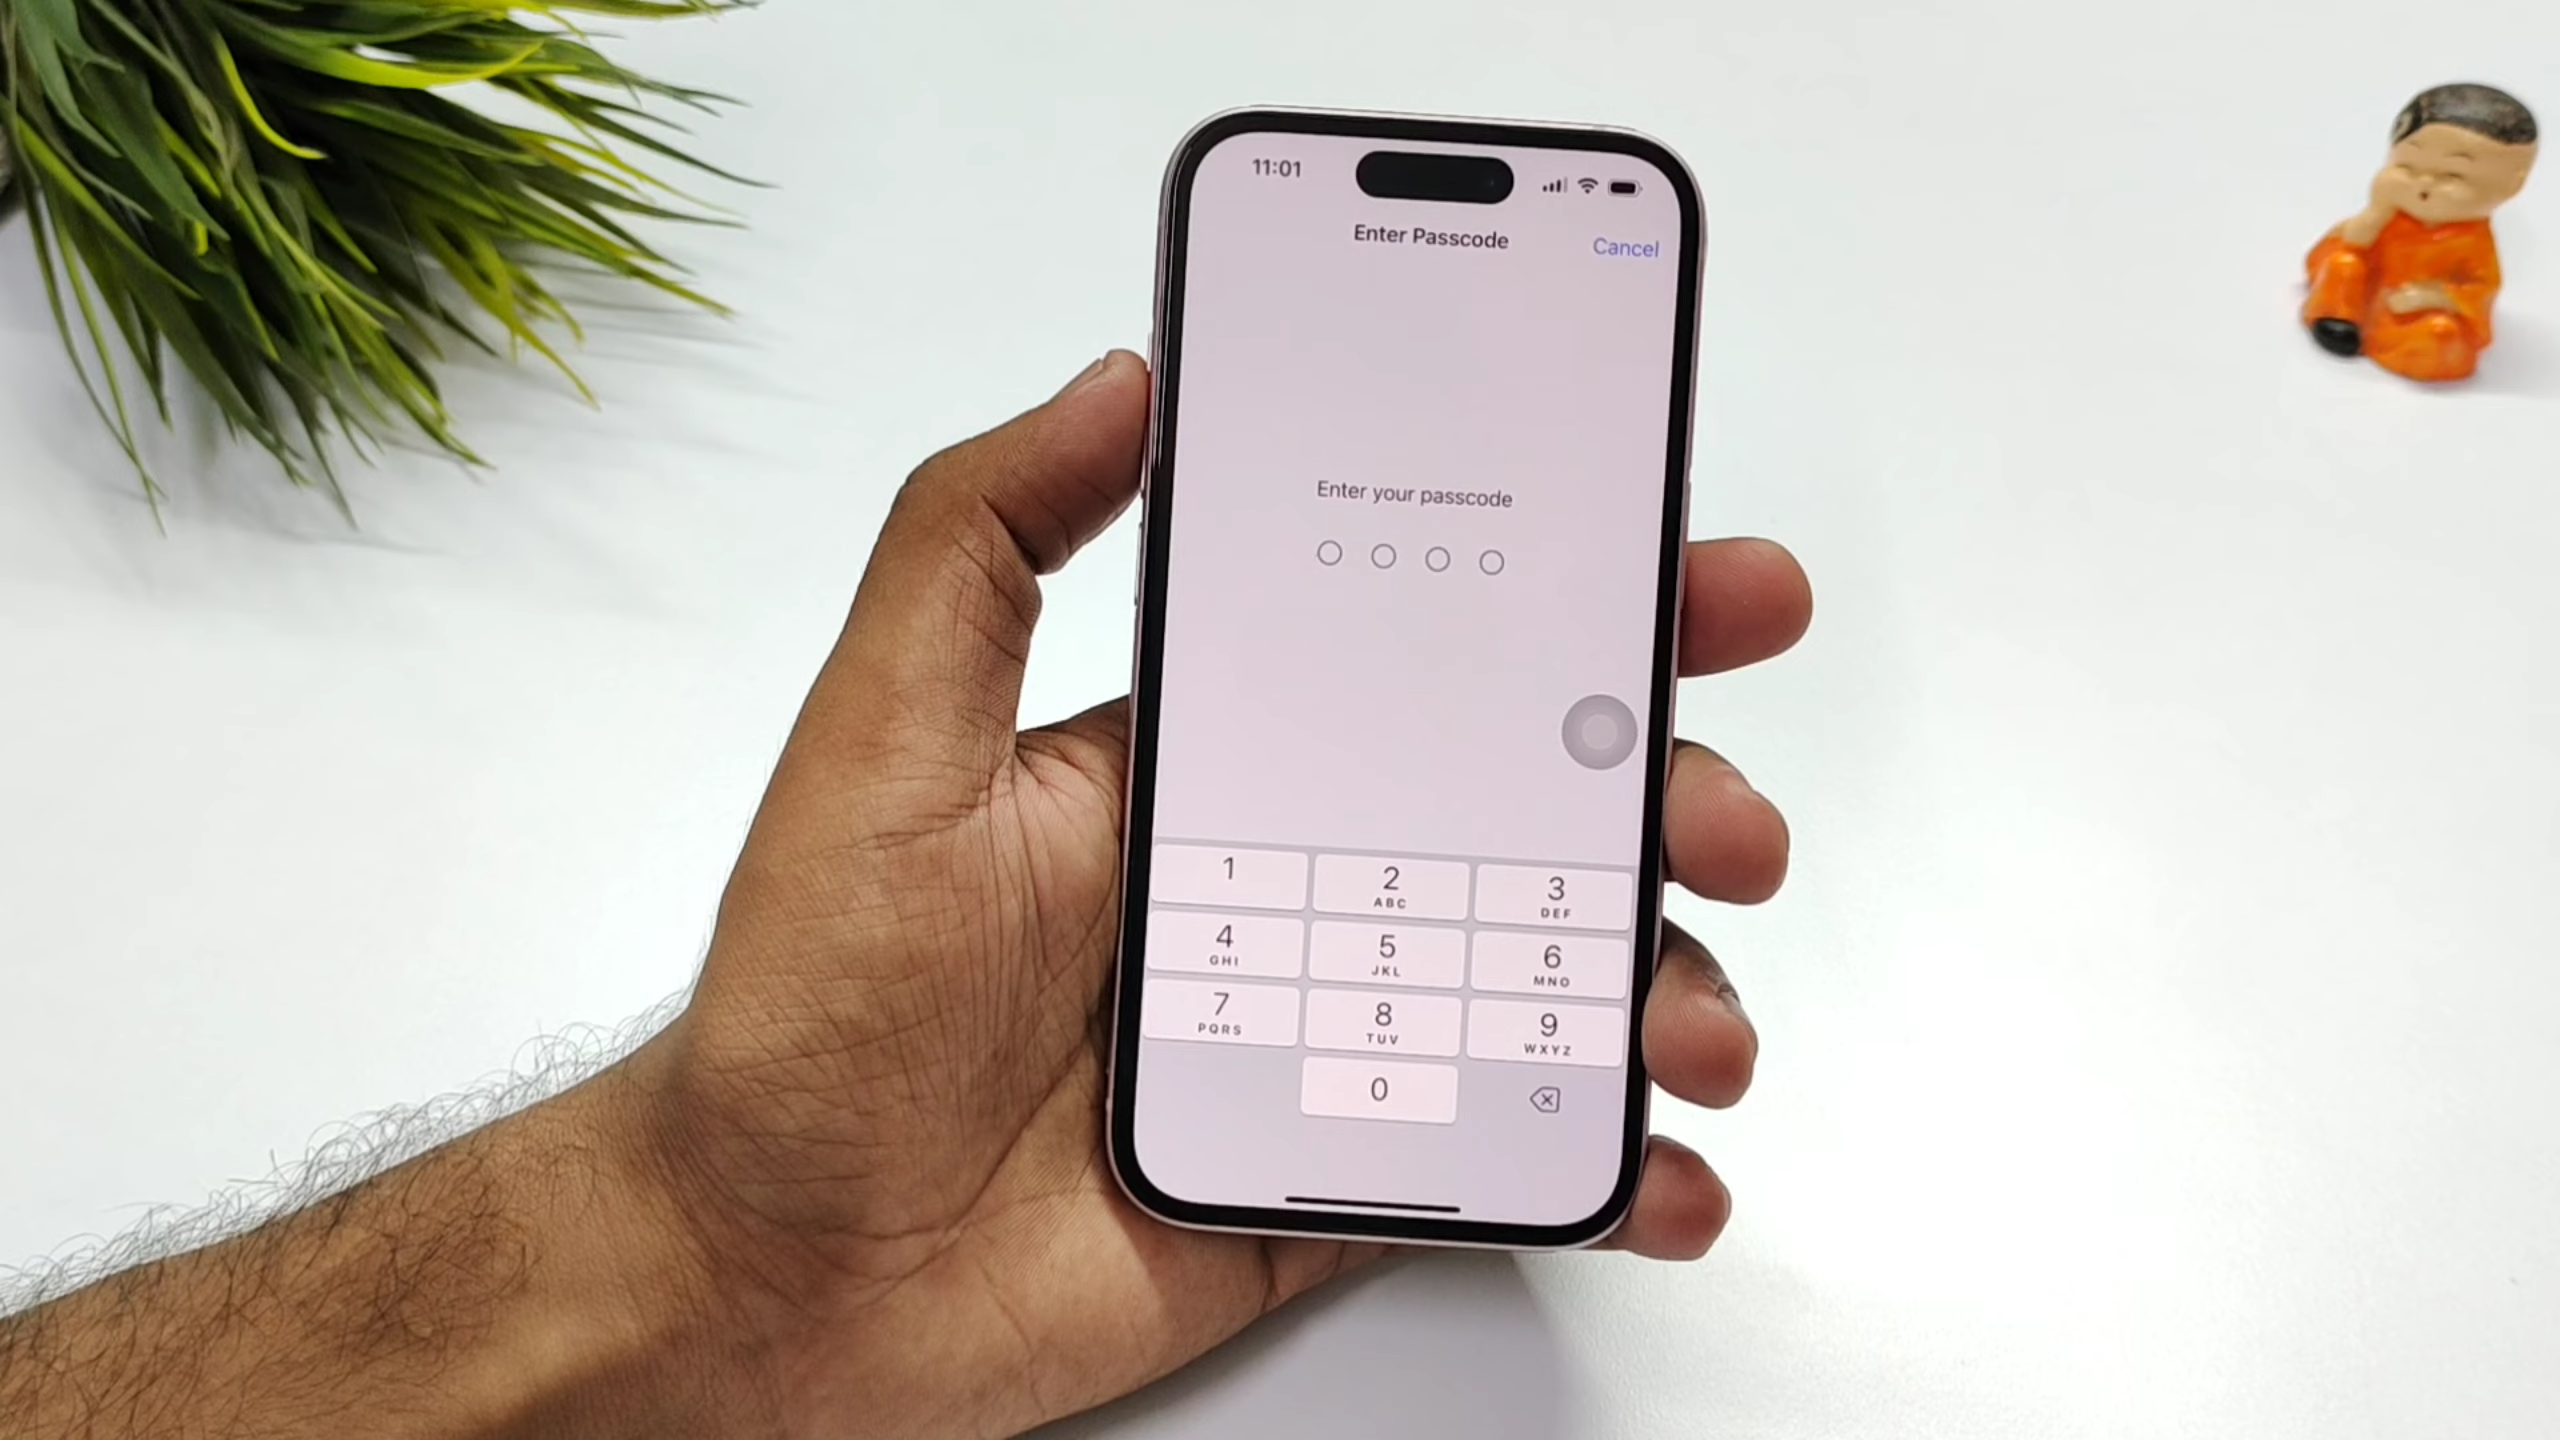 11:01
Enter Passcode
Cancel
Enter your passcode
1 2 3
ABC DEF
4 5 6
GHI JKL MNO
7 8 9
PQRS TUV WXYZ
0